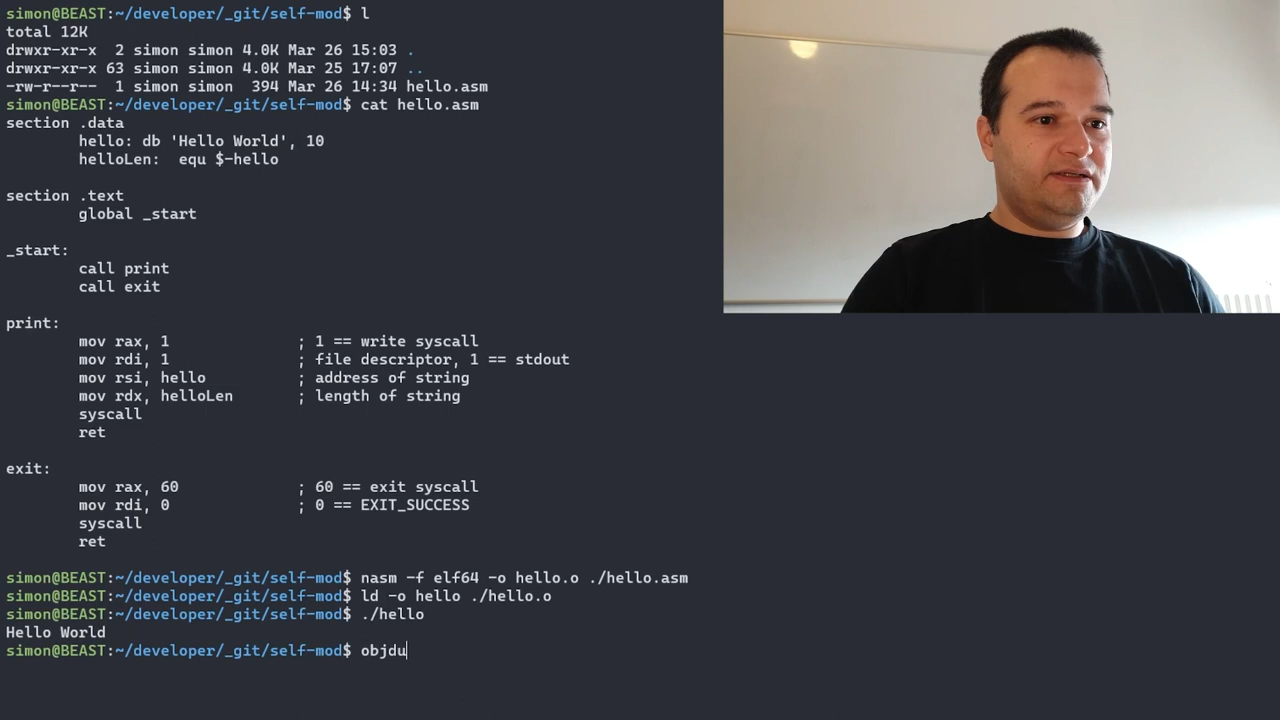 simon@BEAST:~/developer/_git/self-mod$ l
total 12K
drwxr-xr-x  2 simon simon 4.0K Mar 26 15:03 .
drwxr-xr-x 63 simon simon 4.0K Mar 25 17:07 ..
-rw-r--r--  1 simon simon  394 Mar 26 14:34 hello.asm
simon@BEAST:~/developer/_git/self-mod$ cat hello.asm
section .data
        hello: db 'Hello World', 10
        helloLen:  equ $-hello
section .text
        global _start
_start:
        call print
        call exit
print:
        mov rax, 1              ; 1 == write syscall
        mov rdi, 1              ; file descriptor, 1 == stdout
        mov rsi, hello          ; address of string
        mov rdx, helloLen       ; length of string
        syscall
        ret
exit:
        mov rax, 60             ; 60 == exit syscall
        mov rdi, 0              ; 0 == EXIT_SUCCESS
        syscall
        ret
simon@BEAST:~/developer/_git/self-mod$ nasm -f elf64 -o hello.o ./hello.asm
simon@BEAST:~/developer/_git/self-mod$ ld -o hello ./hello.o
simon@BEAST:~/developer/_git/self-mod$ ./hello
Hello World
simon@BEAST:~/developer/_git/self-mod$ objdu